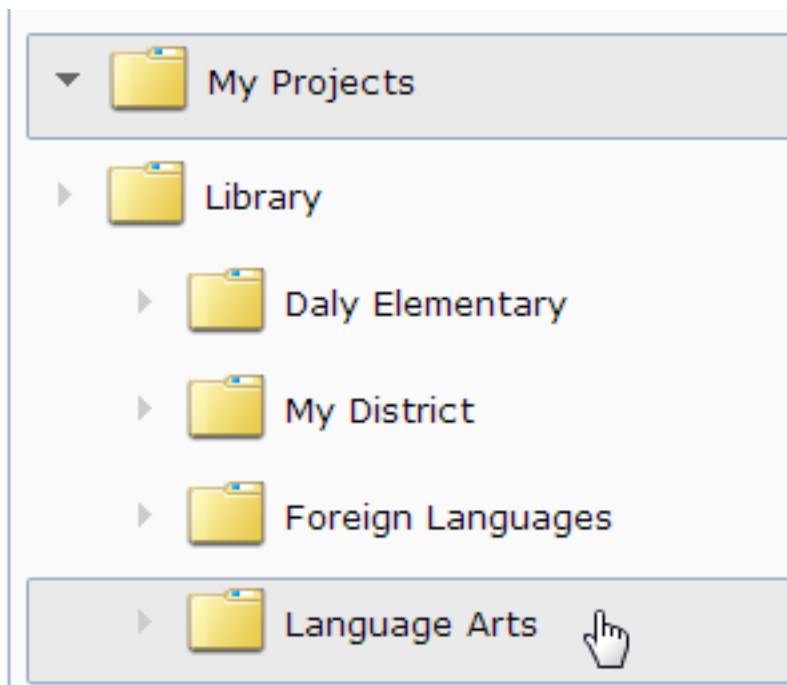 My Projects
Library
Daly Elementary
My District
Foreign Languages
Language Arts